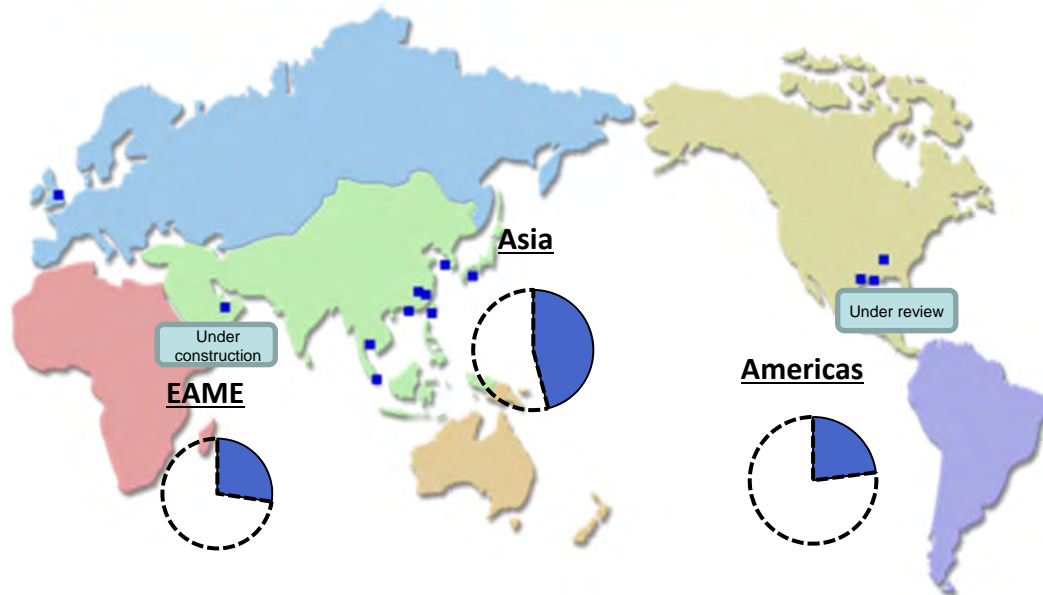 Asia
Under review
Under
construction
Americas
EAME